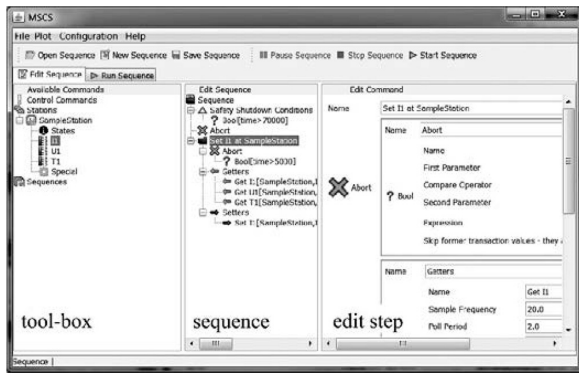 MSCS
File Plot Configuration Help
Open Sequence New Sequence Save Sequence Pause Sequence Stop Sequence Start Sequence
Edit Sequence Run Sequence
Available Commands
Control Commands
Stations
SampleStation
States
I1
U1
T1
Special
Sequences
tool-box
Edit Sequence
Sequence
Safety Shutdown Conditions
Bool[time>70000]
Abort
Set I1 at SampleStation
Abort
Bool[time>5000]
Getters
Get I1[SampleStation,I
Get U1[SampleStation,
Get T1[SampleStation,
Setters
Set I1[SampleStation,I
sequence
Edit Command
Name Set I1 at SampleStation
Abort
Name Abort
Bool
Name
First Parameter
Compare Operator
Second Parameter
Expression
Skip former transaction values - they
Name Getters
Name Get I1
Sample Frequency 20.0
Poll Period 2.0
edit step
Sequence